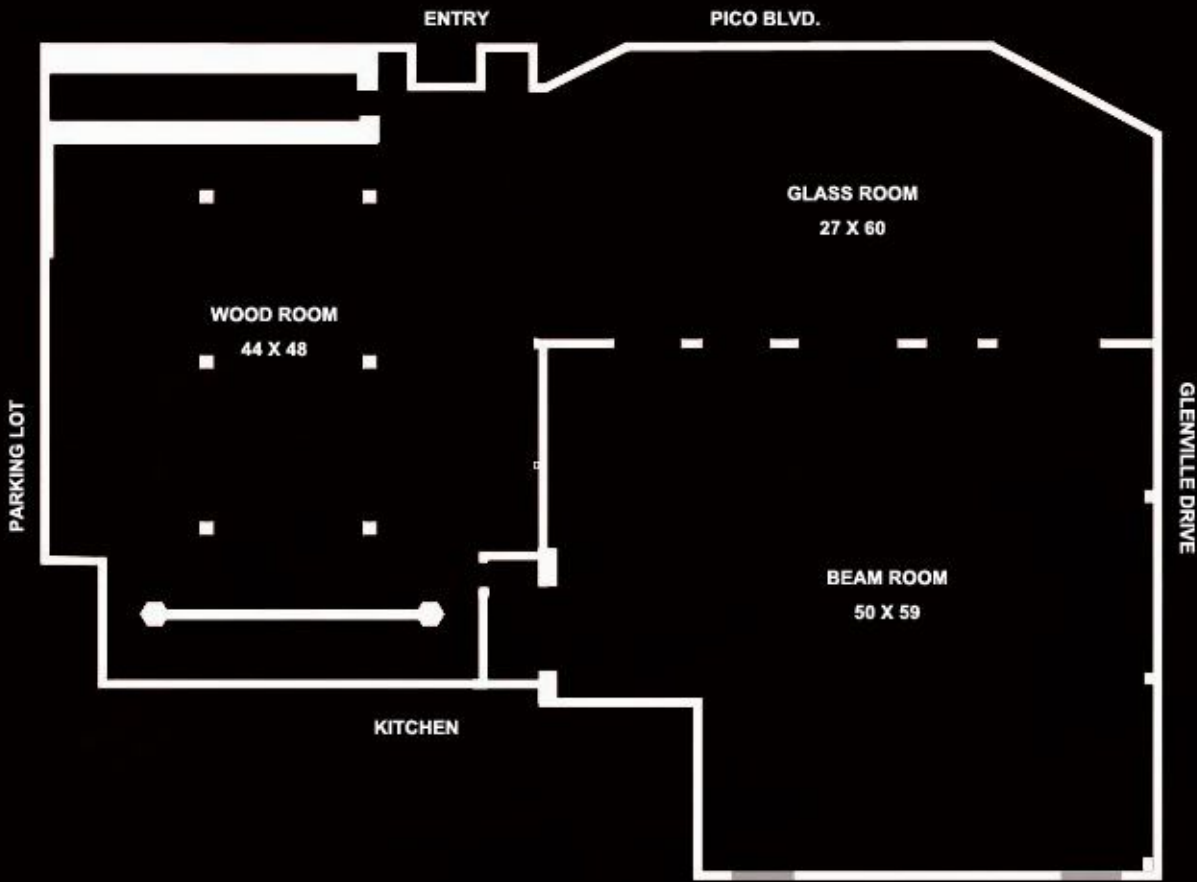 ENTRY
PICO BLVD.
GLASS ROOM
27 X 60
WOOD ROOM
44 X 48
PARKING LOT
GLENVILLE DRIVE
BEAM ROOM
50 X 59
KITCHEN